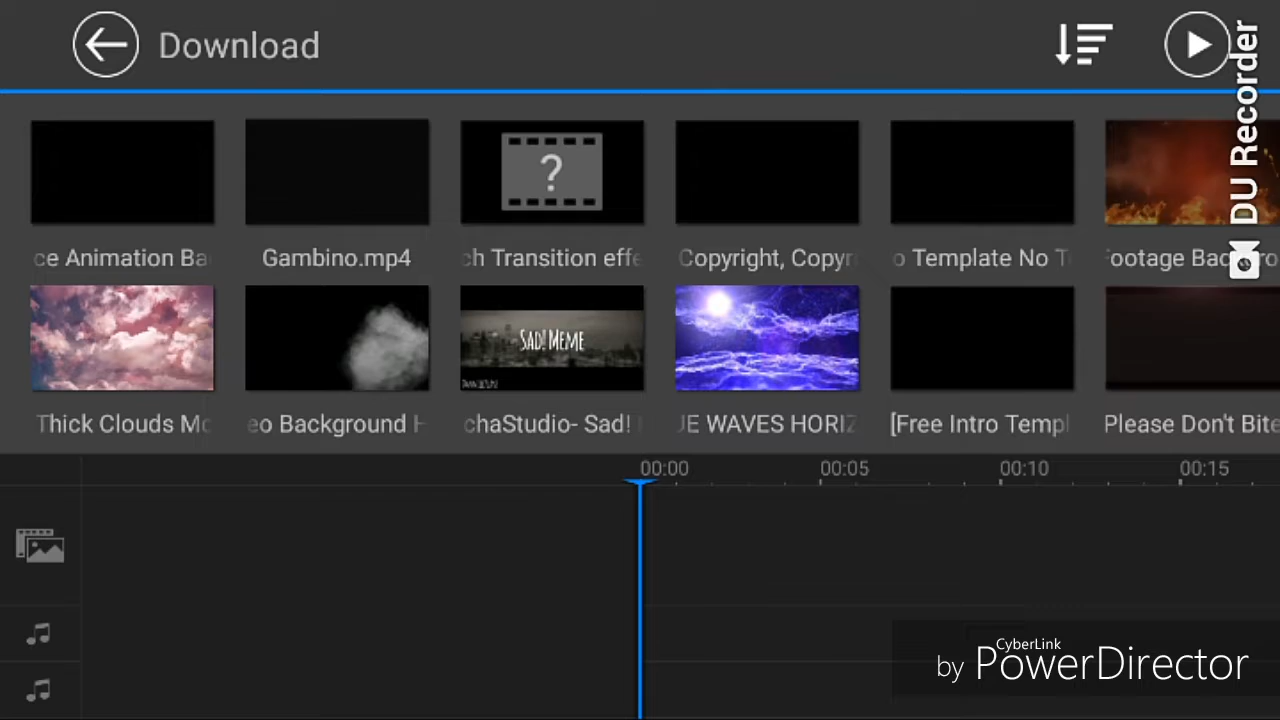 Download
DU Recorder
ce Animation Ba
Gambino.mp4
ch Transition effe
Copyright, Copyr
o Template No T
Footage Backgro
SAD! MEME
Thick Clouds Mo
eo Background H
chaStudio- Sad!
UE WAVES HORIZ
[Free Intro Templ
Please Don't Bite
00:00
00:05
00:10
00:15
CyberLink
by PowerDirector